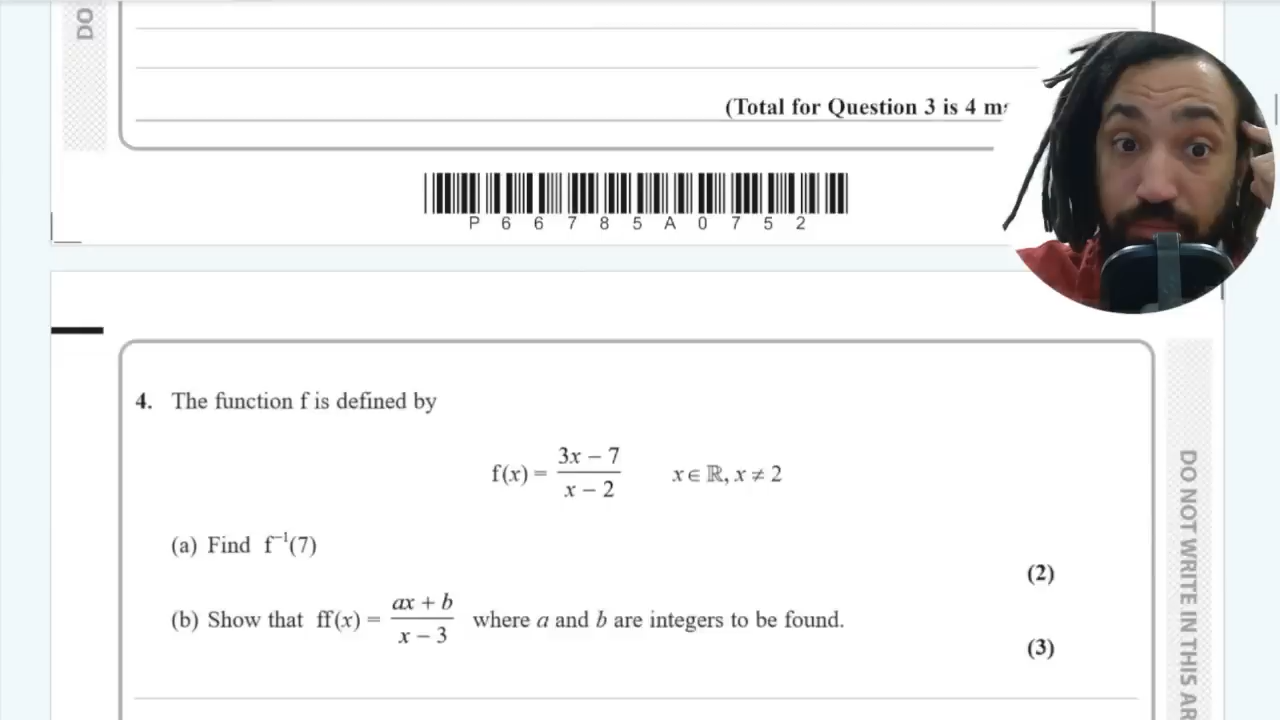 DO
(Total for Question 3 is 4 m
P 6 6 7 8 5 A 0 7 5 2
4. The function f is defined by
f(x) = (3x − 7)/(x − 2) x ∈ ℝ, x ≠ 2
(a) Find f⁻¹(7)
(2)
(b) Show that ff(x) = (ax + b)/(x − 3) where a and b are integers to be found.
(3)
DO NOT WRITE IN THIS AR